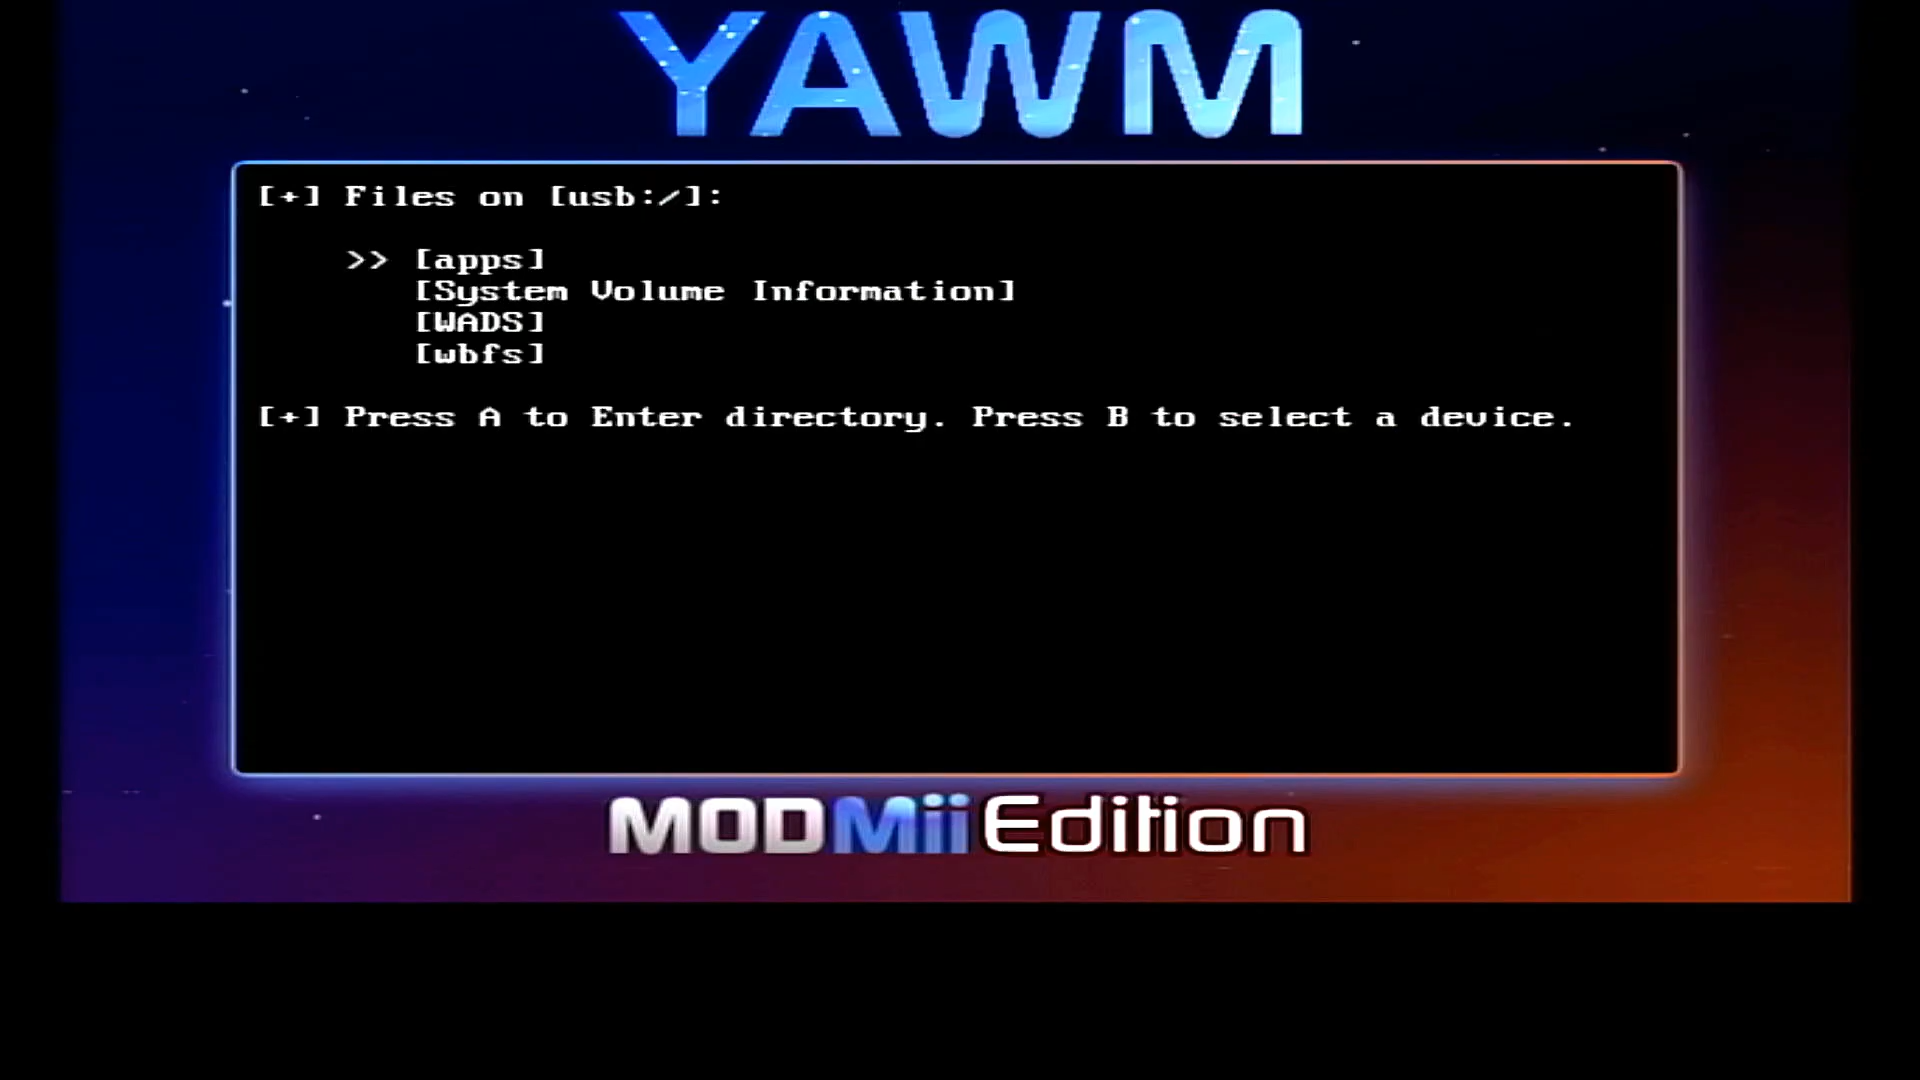 YAWM
[+] Files on [usb:/]:
>> [apps]
[System Volume Information]
[WADS]
[wbfs]
[+] Press A to Enter directory. Press B to select a device.
MODMii Edition